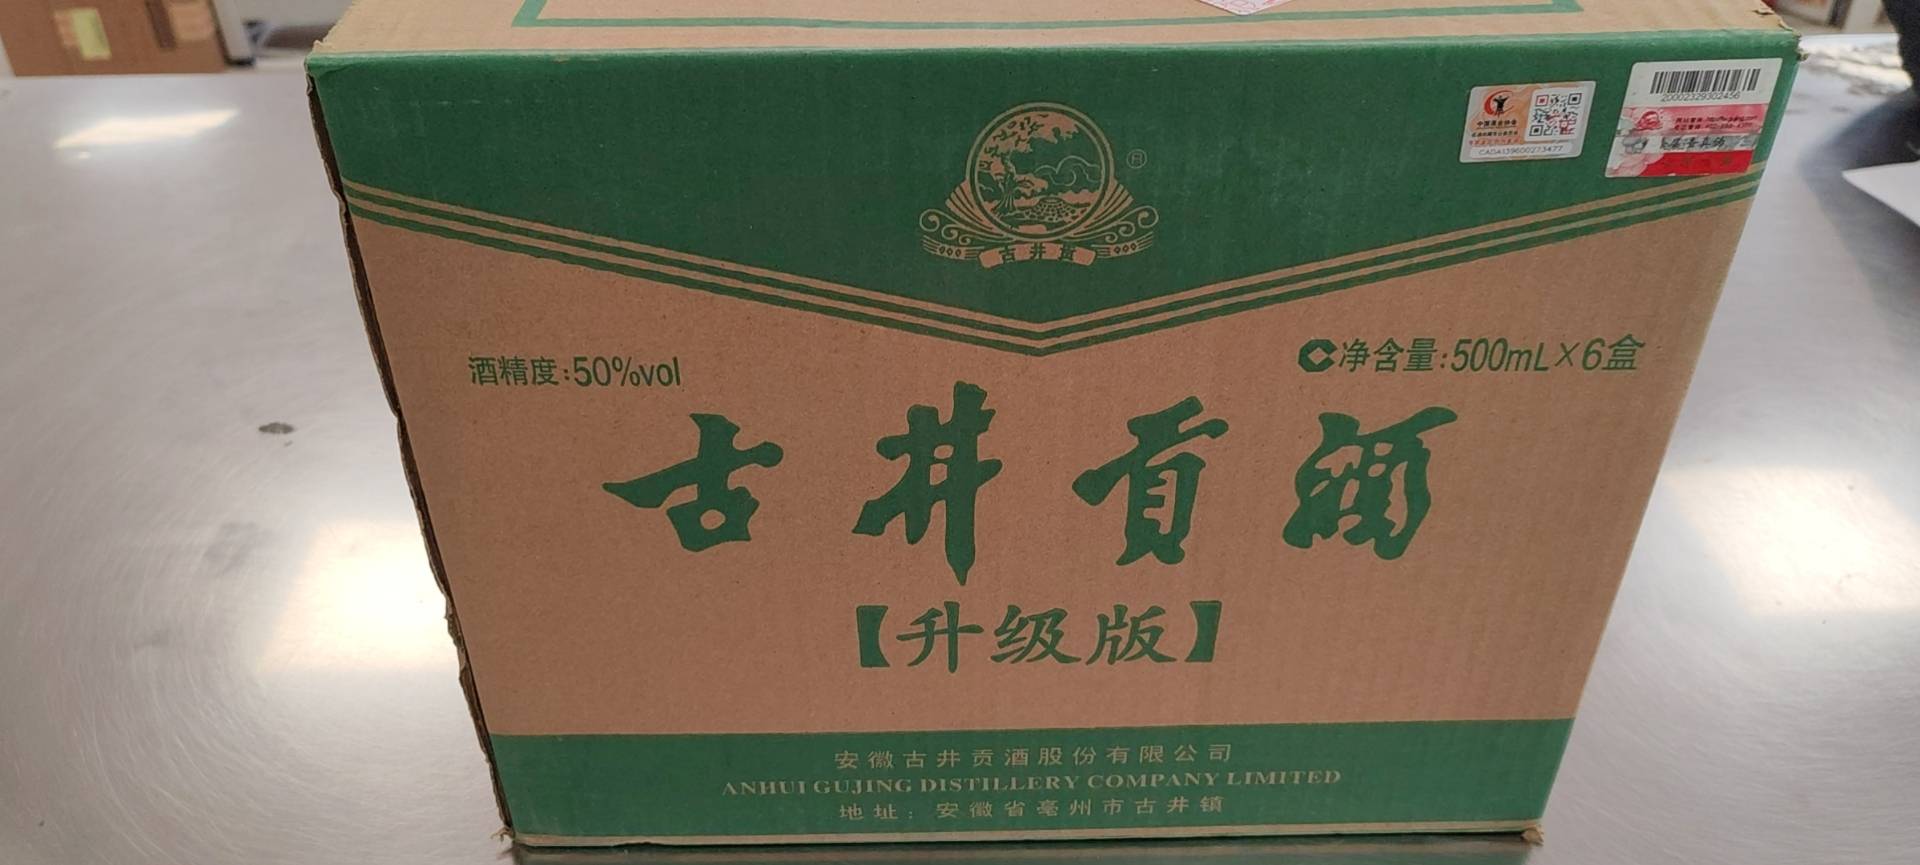 20002329302456
CADA139600273477
®
古井贡
酒精度:50%vol
净含量:500mL×6盒
古井贡酒
【升级版】
安徽古井贡酒股份有限公司
ANHUI GUJING DISTILLERY COMPANY LIMITED
地址:安徽省亳州市古井镇